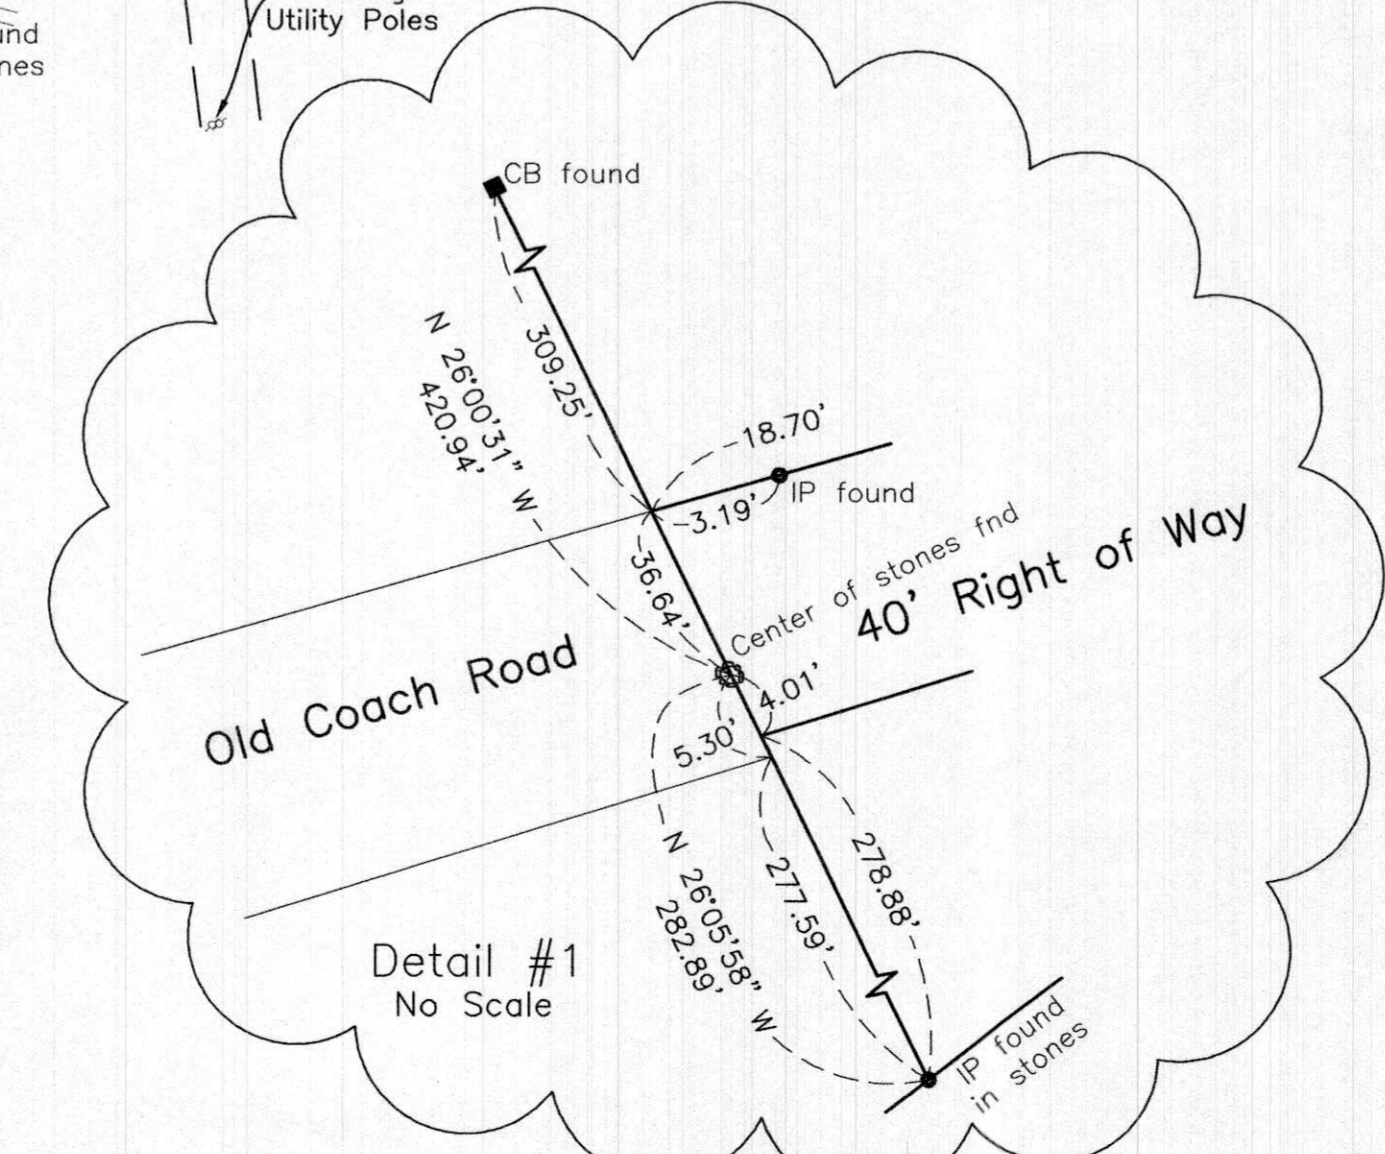 Utility Poles
CB found
309.25'
N 26°00'31" W
420.94'
18.70'
3.19'
IP found
36.64'
Center of stones fnd
40' Right of Way
Old Coach Road
4.01'
5.30'
278.88'
277.59'
N 26°05'58" W
282.89'
Detail #1
No Scale
IP found
in stones